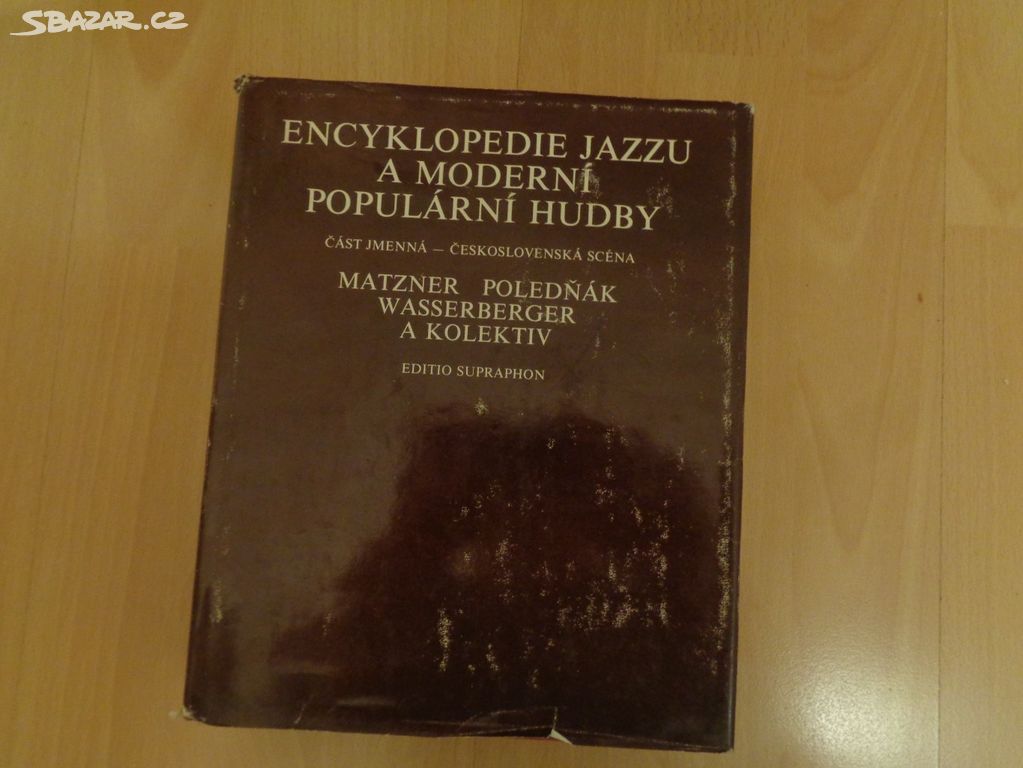 SBAZAR.CZ
ENCYKLOPEDIE JAZZU
A MODERNÍ
POPULÁRNÍ HUDBY
ČÁST JMENNÁ – ČESKOSLOVENSKÁ SCÉNA
MATZNER POLEDŇÁK
WASSERBERGER
A KOLEKTIV
EDITIO SUPRAPHON